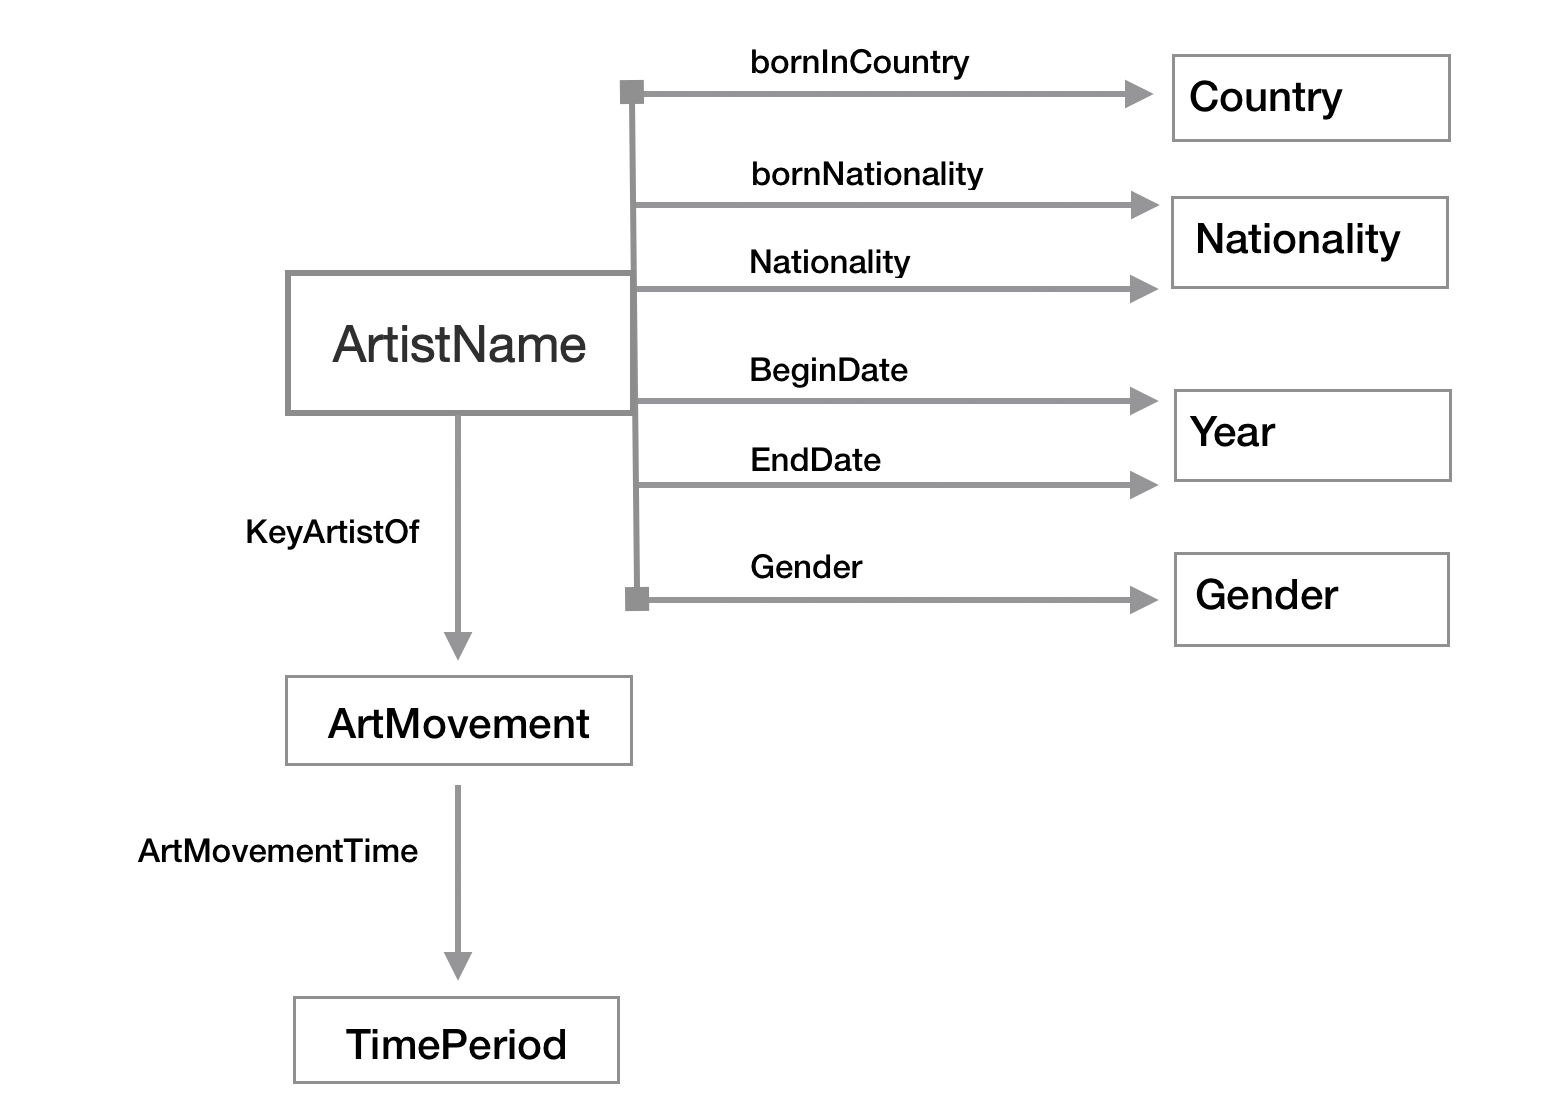 bornInCountry
Country
bornNationality
Nationality
Nationality
ArtistName
BeginDate
Year
EndDate
KeyArtistOf
Gender
Gender
ArtMovement
ArtMovementTime
TimePeriod